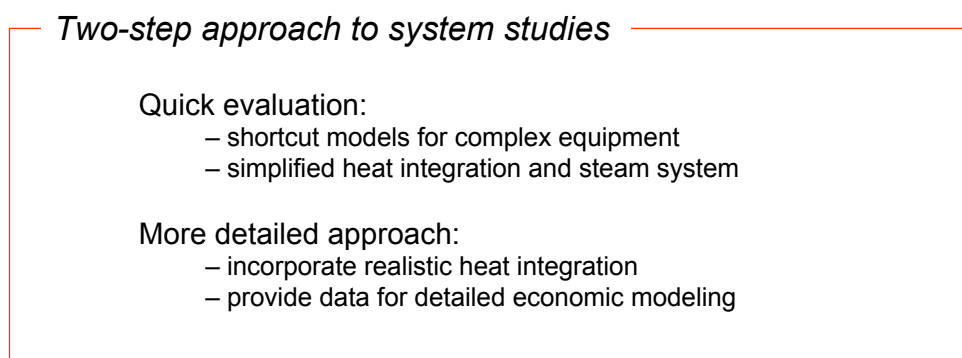 Two-step approach to system studies
Quick evaluation:
– shortcut models for complex equipment
– simplified heat integration and steam system
More detailed approach:
– incorporate realistic heat integration
– provide data for detailed economic modeling